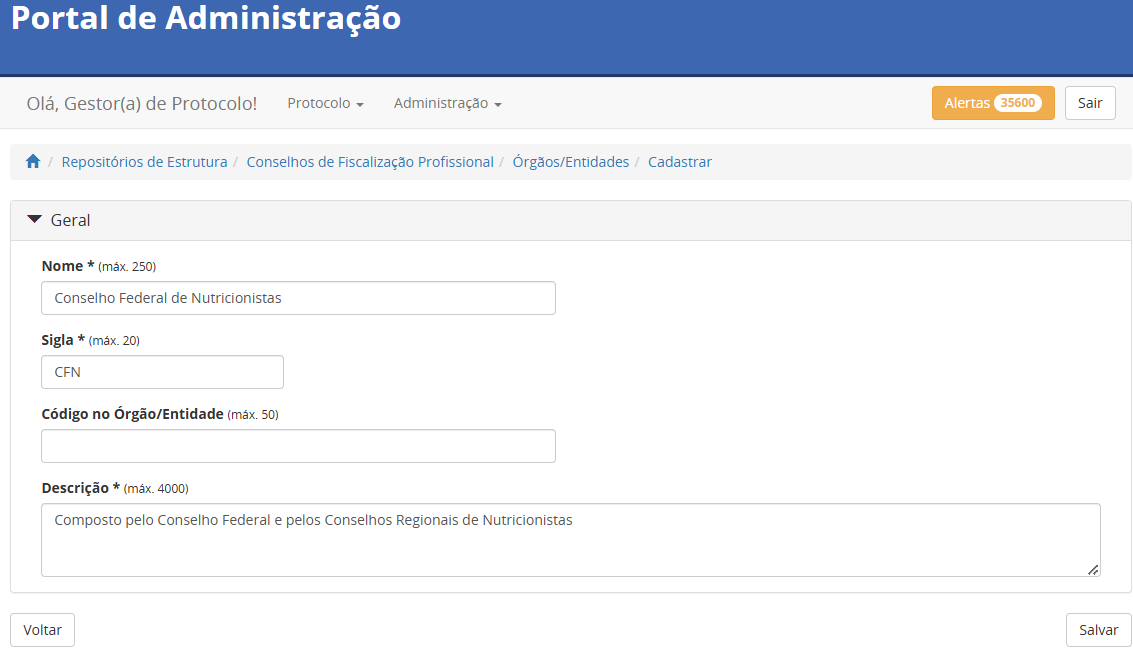 Portal de Administração
Olá, Gestor(a) de Protocolo! Protocolo Administração Alertas 35600 Sair
/ Repositórios de Estrutura / Conselhos de Fiscalização Profissional / Órgãos/Entidades / Cadastrar
Geral
Nome * (máx. 250)
Conselho Federal de Nutricionistas
Sigla * (máx. 20)
CFN
Código no Órgão/Entidade (máx. 50)
Descrição * (máx. 4000)
Composto pelo Conselho Federal e pelos Conselhos Regionais de Nutricionistas
Voltar Salvar